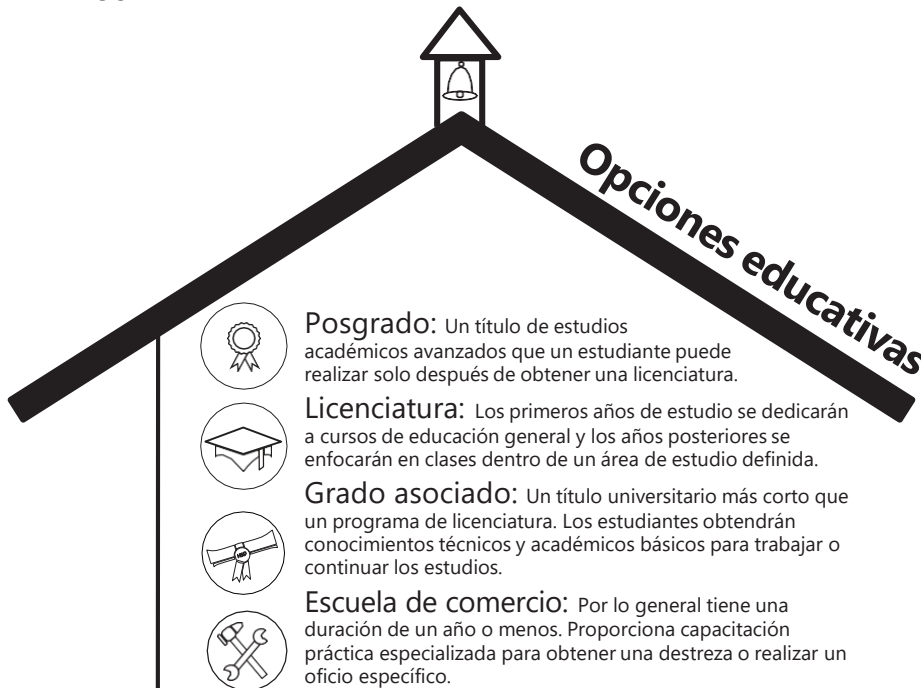 Opciones educativas
Posgrado: Un título de estudios
académicos avanzados que un estudiante puede
realizar solo después de obtener una licenciatura.
Licenciatura: Los primeros años de estudio se dedicarán
a cursos de educación general y los años posteriores se
enfocarán en clases dentro de un área de estudio definida.
Grado asociado: Un título universitario más corto que
un programa de licenciatura. Los estudiantes obtendrán
conocimientos técnicos y académicos básicos para trabajar o
continuar los estudios.
Escuela de comercio: Por lo general tiene una
duración de un año o menos. Proporciona capacitación
práctica especializada para obtener una destreza o realizar un
oficio específico.